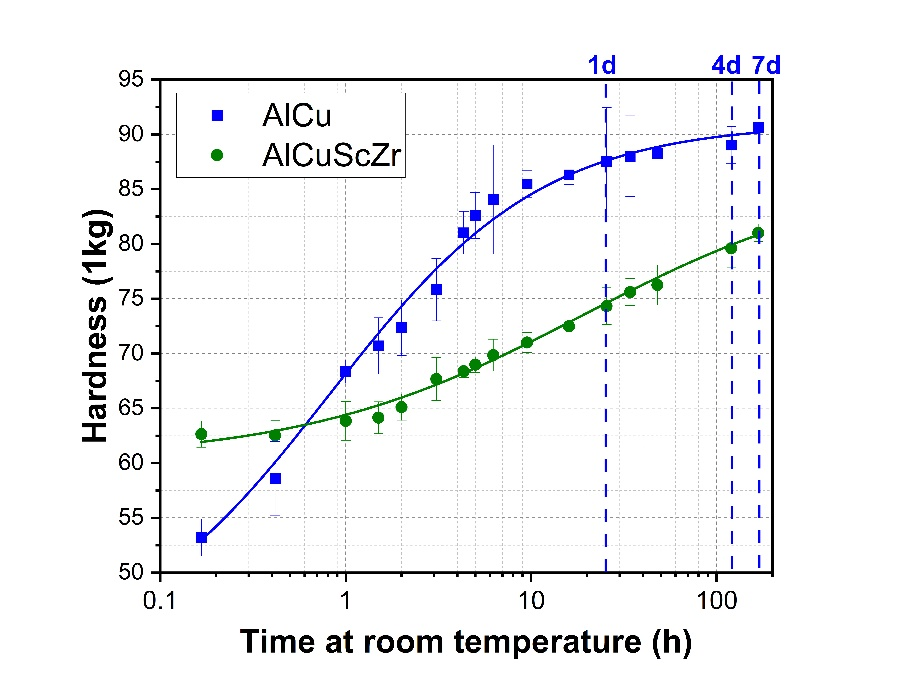 1d 4d 7d
95
AlCu
90
AlCuScZr
85
80
75
70
65
60
55
50
Hardness (1kg)
0.1 1 10 100
Time at room temperature (h)